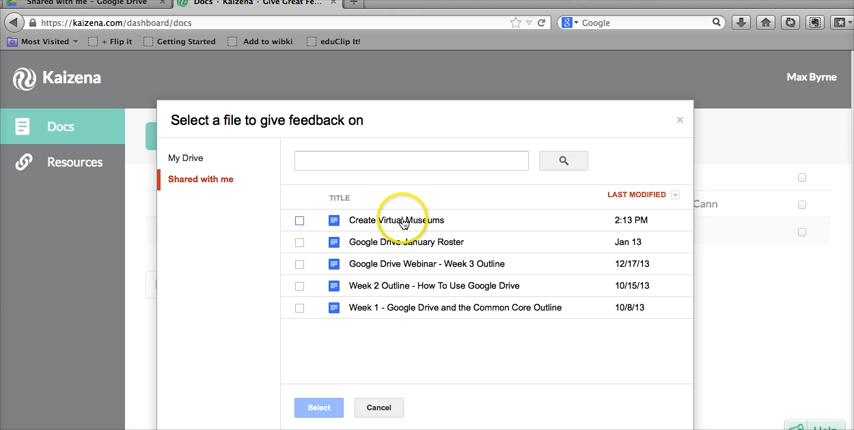 Shared with me - Google Drive ×
Docs · Kaizena · Give Great Fe... ×
https://kaizena.com/dashboard/docs
Google
Most Visited
+ Flip it
Getting Started
Add to wibki
eduClip It!
Kaizena
Max Byrne
Docs
Resources
Select a file to give feedback on ×
My Drive
Shared with me
TITLE LAST MODIFIED
Create Virtual Museums 2:13 PM
Cann
Google Drive January Roster Jan 13
Google Drive Webinar - Week 3 Outline 12/17/13
Week 2 Outline - How To Use Google Drive 10/15/13
Week 1 - Google Drive and the Common Core Outline 10/8/13
Select Cancel
Help